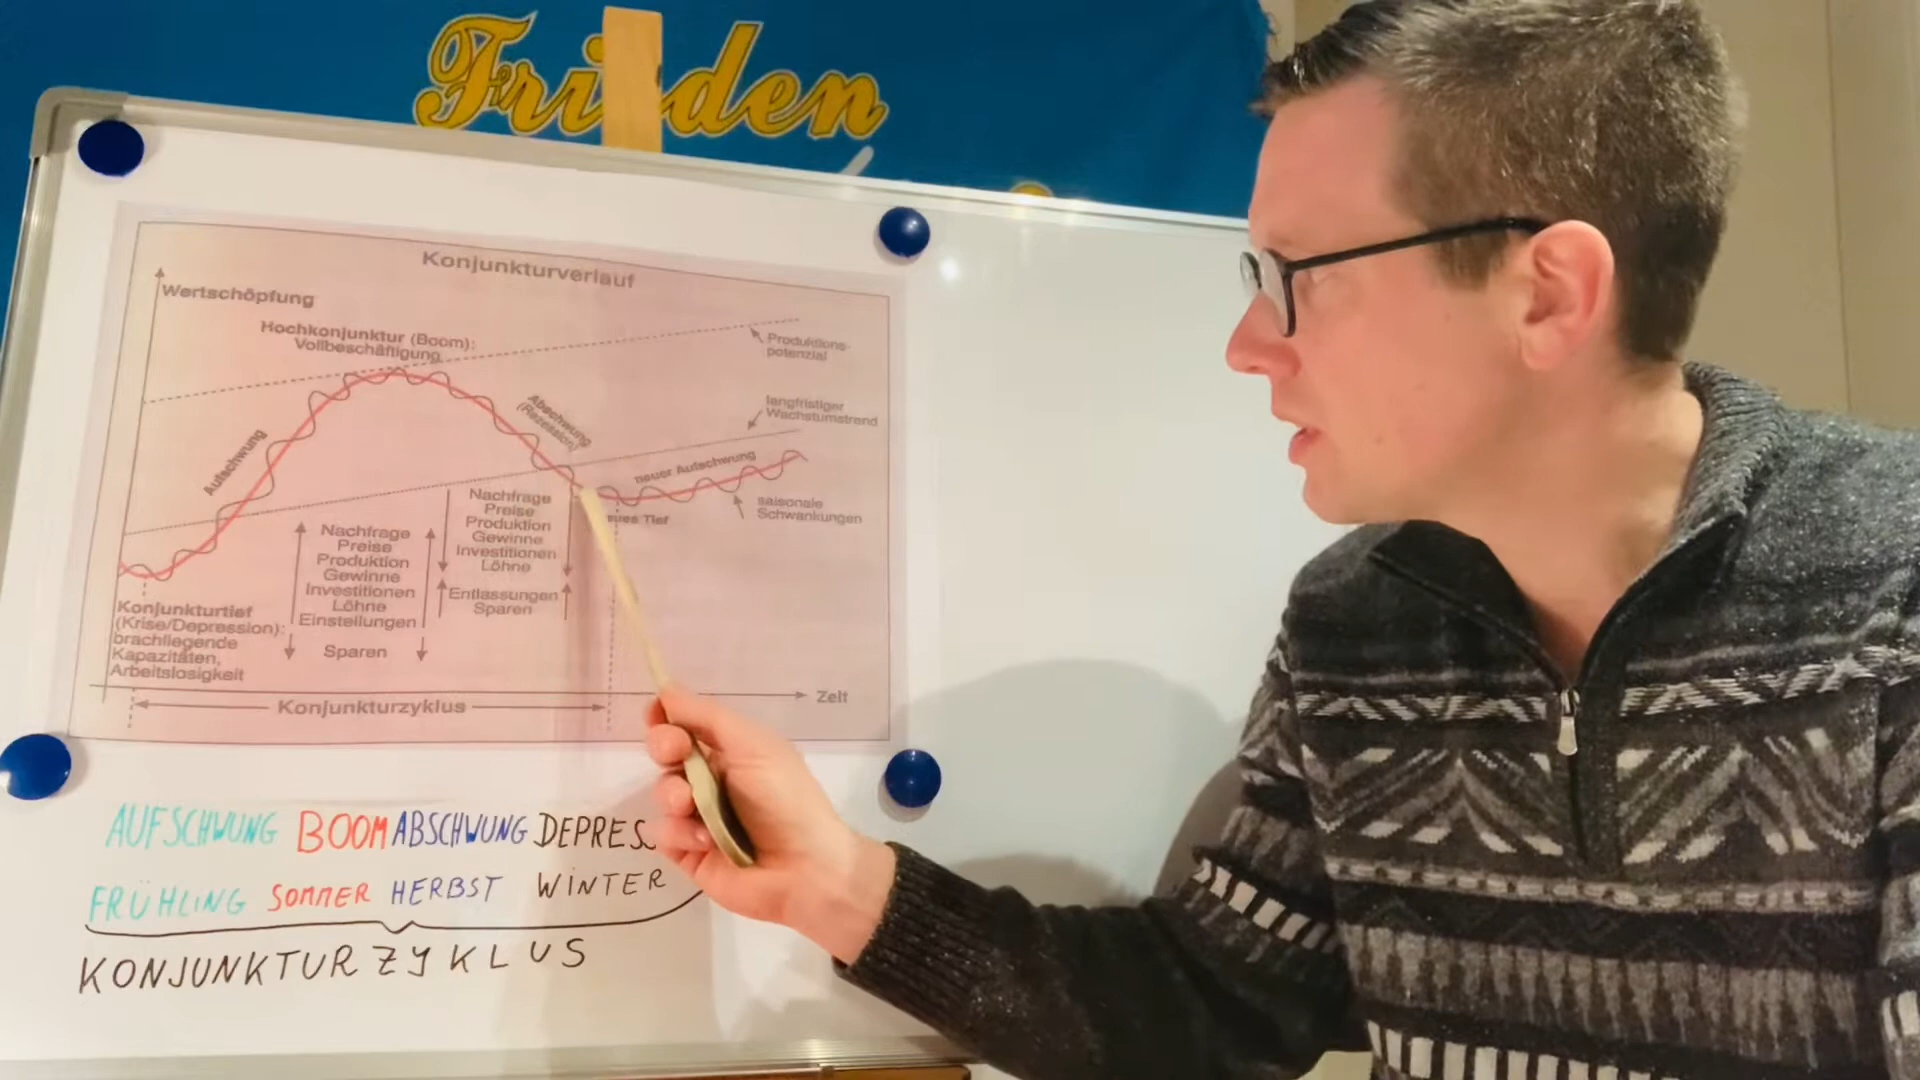 Frieden
Konjunkturverlauf
Wertschöpfung
Hochkonjunktur (Boom):
Vollbeschäftigung
Produktions-
potenzial
langfristiger
Wachstumstrend
Aufschwung
Abschwung
(Rezession)
neuer Aufschwung
saisonale
Schwankungen
Tief
Nachfrage
Preise
Produktion
Gewinne
Investitionen
Löhne
Entlassungen
Sparen
Nachfrage
Preise
Produktion
Gewinne
Investitionen
Löhne
Einstellungen
Sparen
Konjunkturtief
(Krise/Depression):
brachliegende
Kapazitäten,
Arbeitslosigkeit
Zeit
Konjunkturzyklus
AUFSCHWUNG BOOM ABSCHWUNG DEPRES
FRÜHLING SOMMER HERBST WINTER
KONJUNKTURZYKLUS